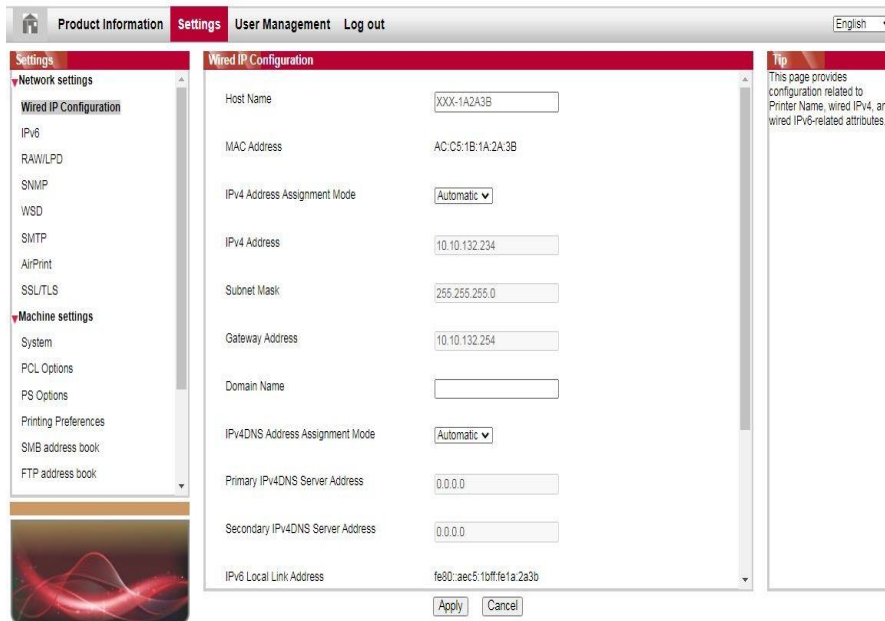 Product Information Settings User Management Log out English
Settings
Network settings
Wired IP Configuration
IPv6
RAW/LPD
SNMP
WSD
SMTP
AirPrint
SSL/TLS
Machine settings
System
PCL Options
PS Options
Printing Preferences
SMB address book
FTP address book
Wired IP Configuration
Host Name XXX-1A2A3B
MAC Address AC:C5:1B:1A:2A:3B
IPv4 Address Assignment Mode Automatic
IPv4 Address 10.10.132.234
Subnet Mask 255.255.255.0
Gateway Address 10.10.132.254
Domain Name
IPv4DNS Address Assignment Mode Automatic
Primary IPv4DNS Server Address 0.0.0.0
Secondary IPv4DNS Server Address 0.0.0.0
IPv6 Local Link Address fe80::aec5:1bff:fe1a:2a3b
Apply Cancel
Tip
This page provides
configuration related to
Printer Name, wired IPv4,
wired IPv6-related attributes.